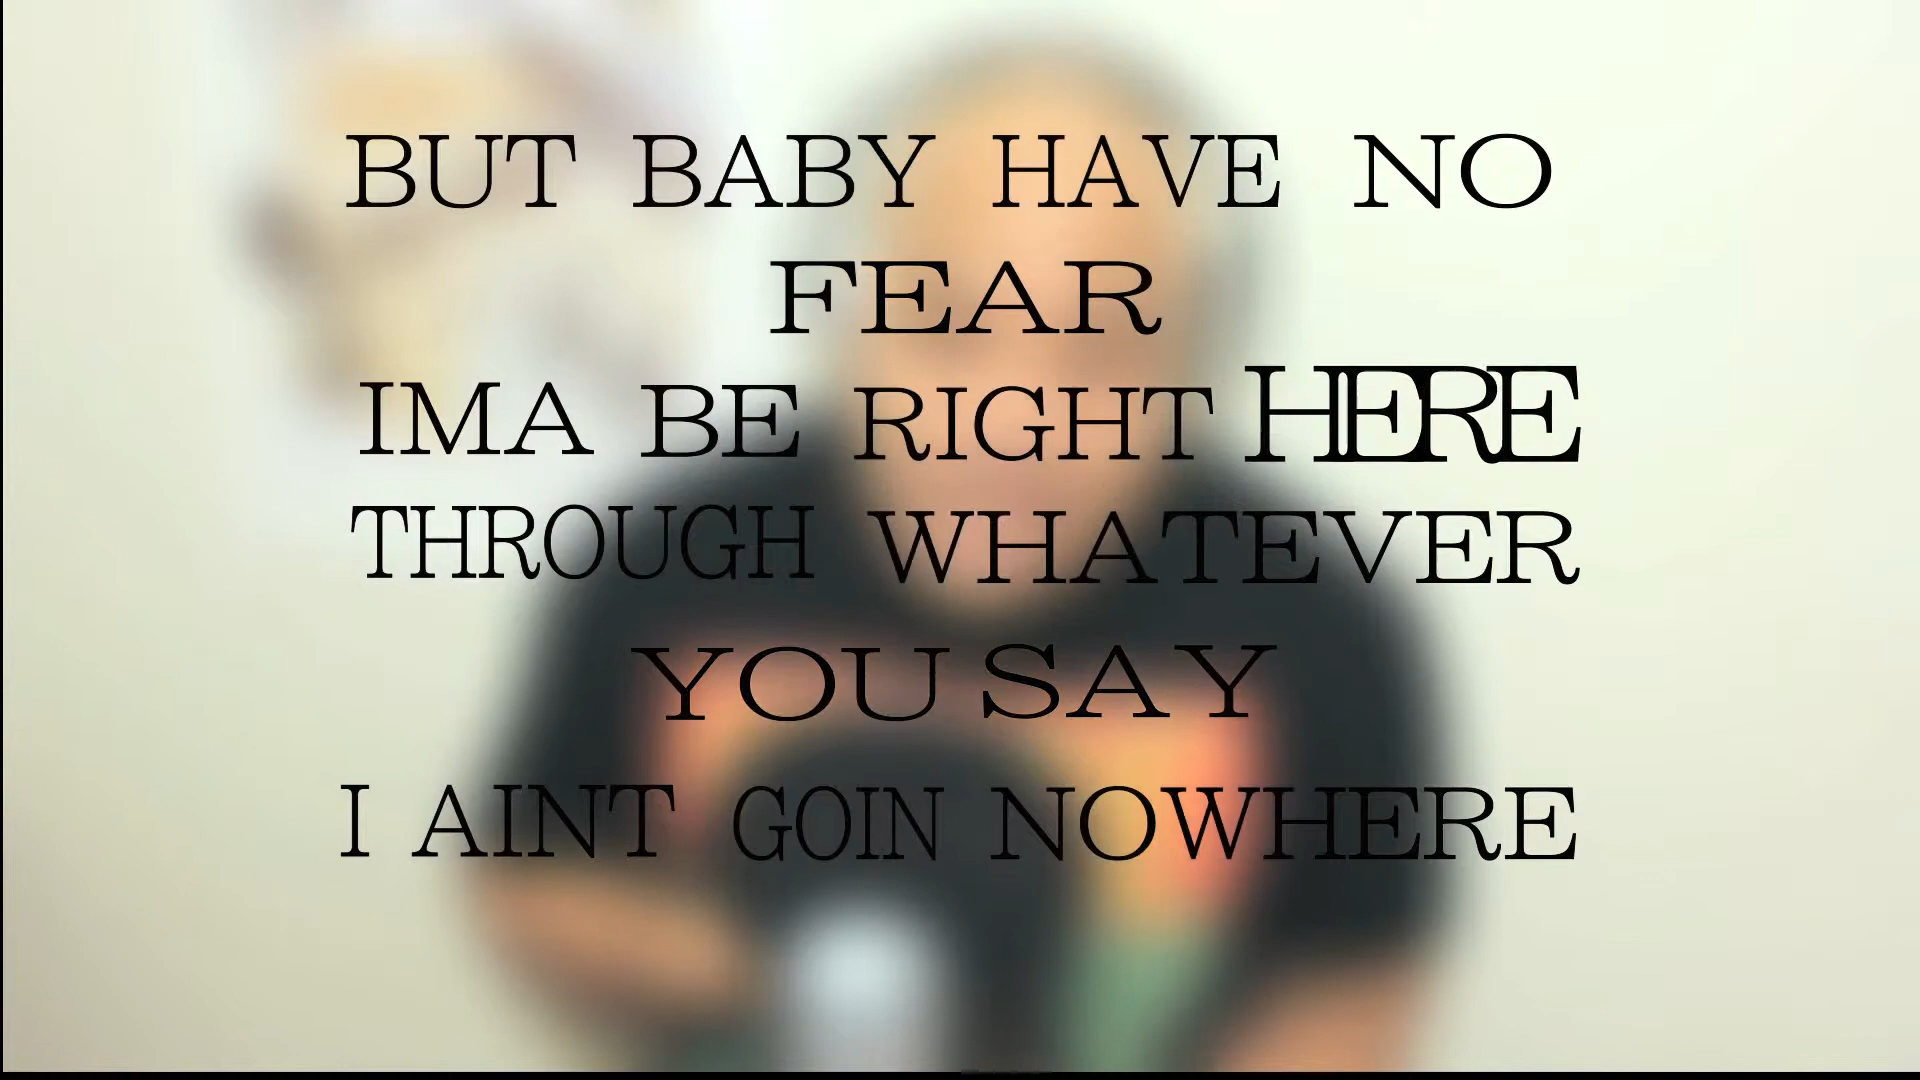 BUT BABY HAVE NO
FEAR
IMA BE RIGHT HERE
THROUGH WHATEVER
YOU SAY
I AINT GOIN NOWHERE